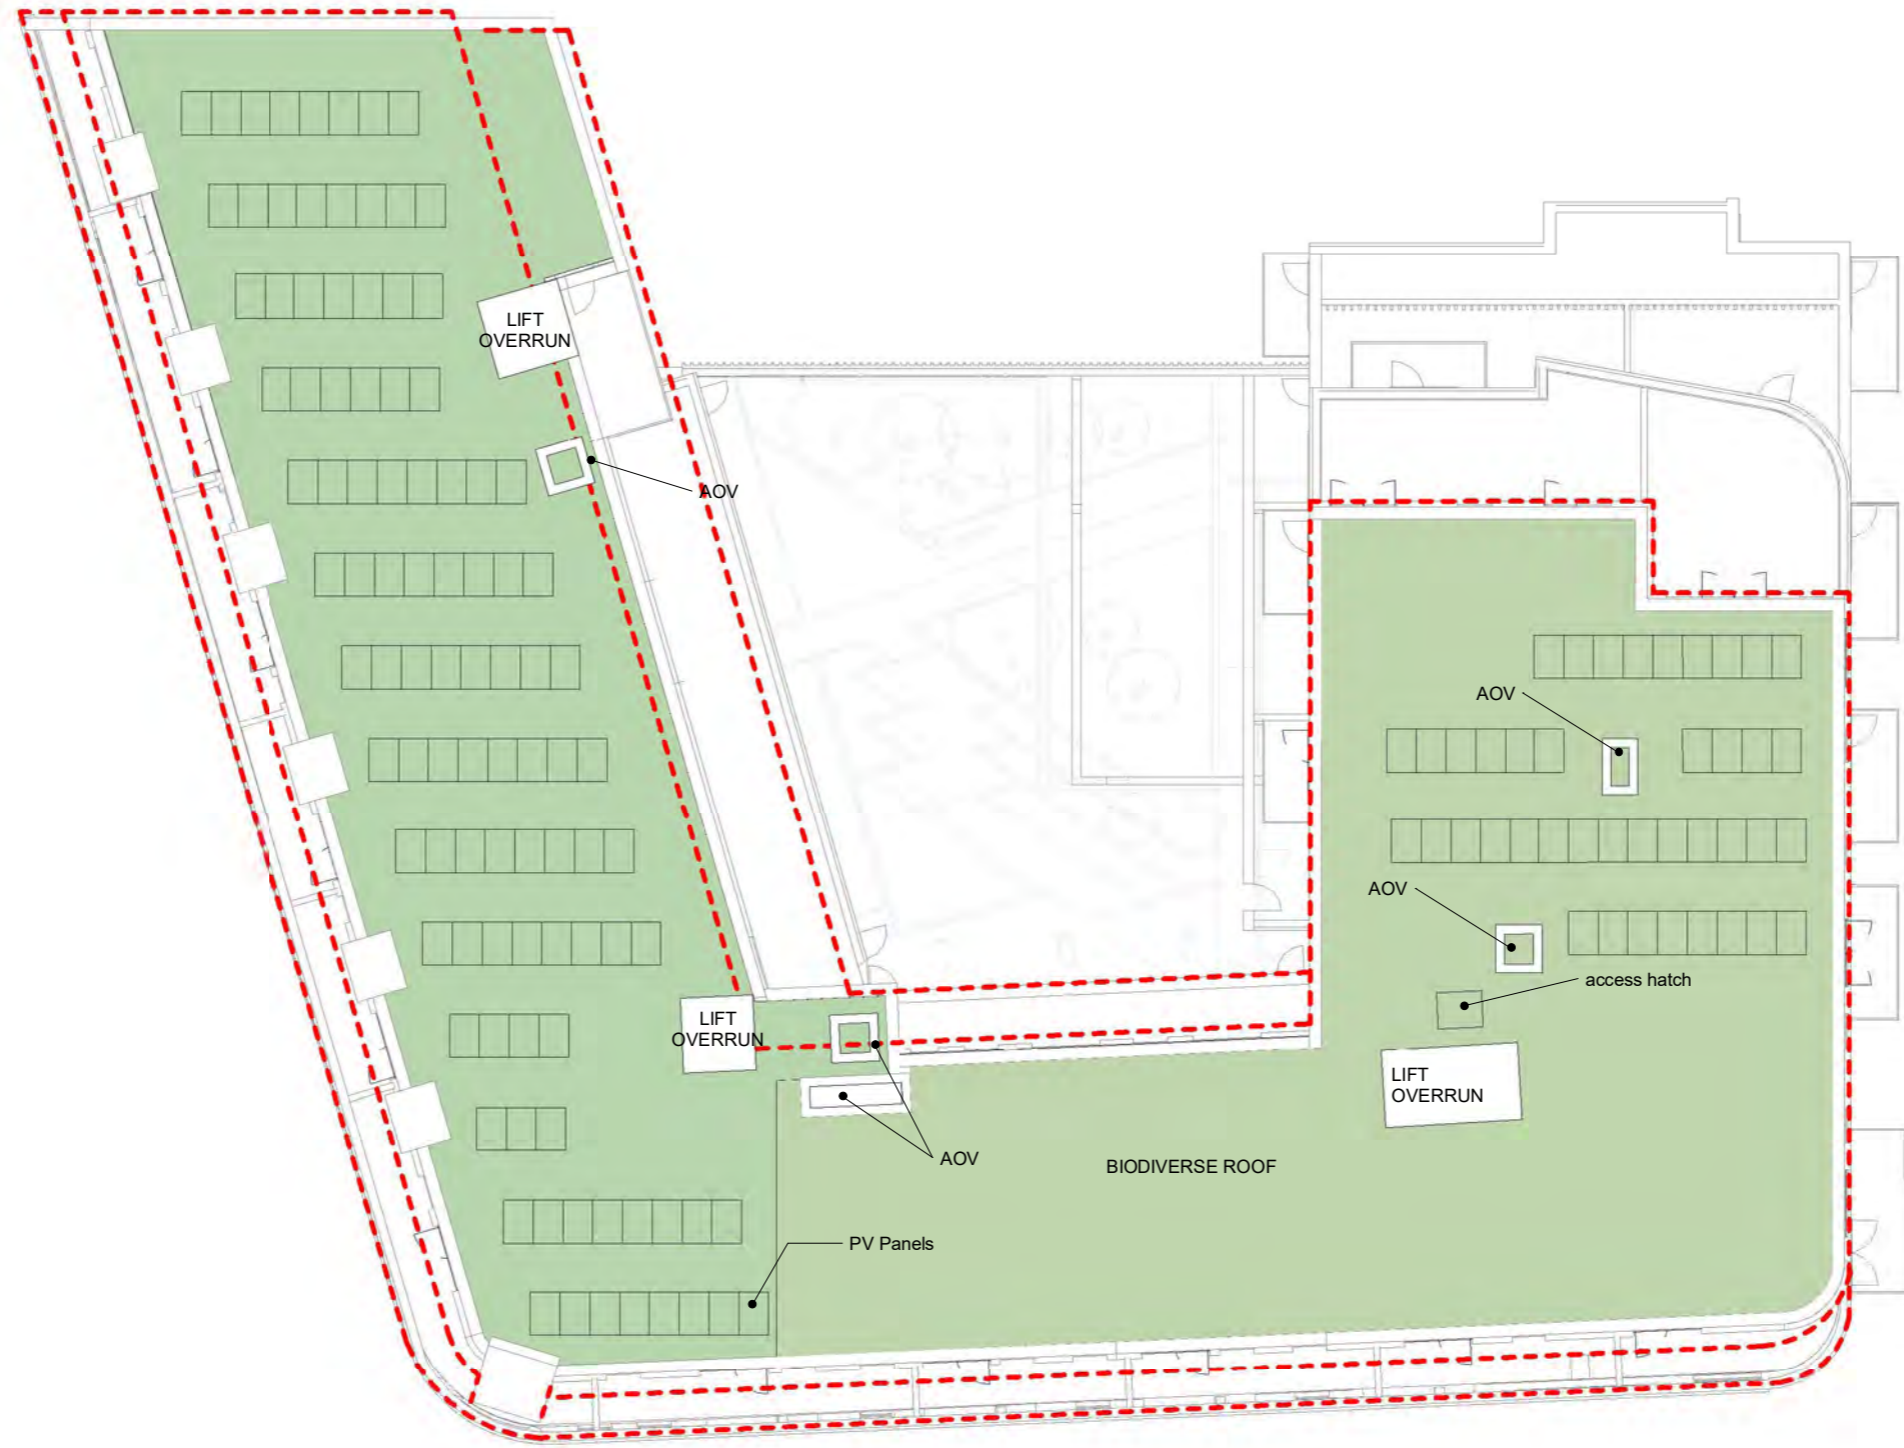 LIFT
OVERRUN
AOV
AOV
AOV
access hatch
LIFT
OVERRUN
LIFT
OVERRUN
AOV
BIODIVERSE ROOF
PV Panels